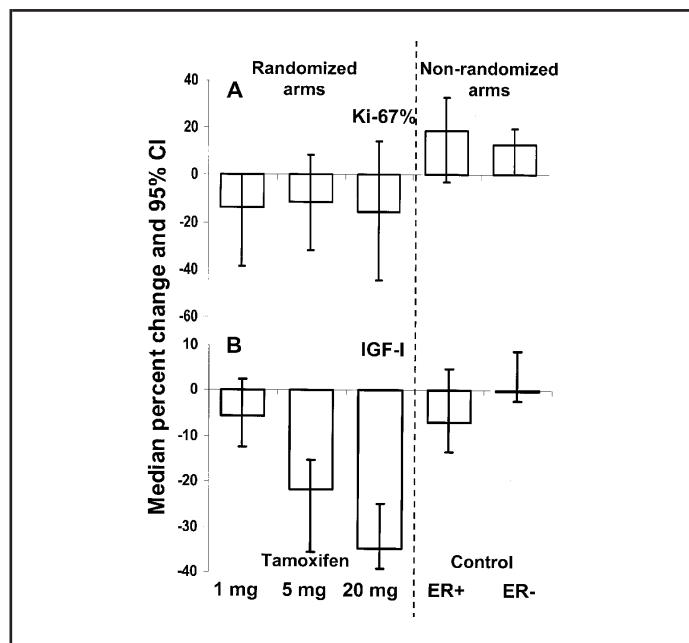 Randomized
arms
Non-randomized
arms
A
Ki-67%
40
20
0
-20
-40
-60
Median percent change and 95% CI
B
IGF-I
10
0
-10
-20
-30
-40
Tamoxifen
Control
1 mg
5 mg
20 mg
ER+
ER-